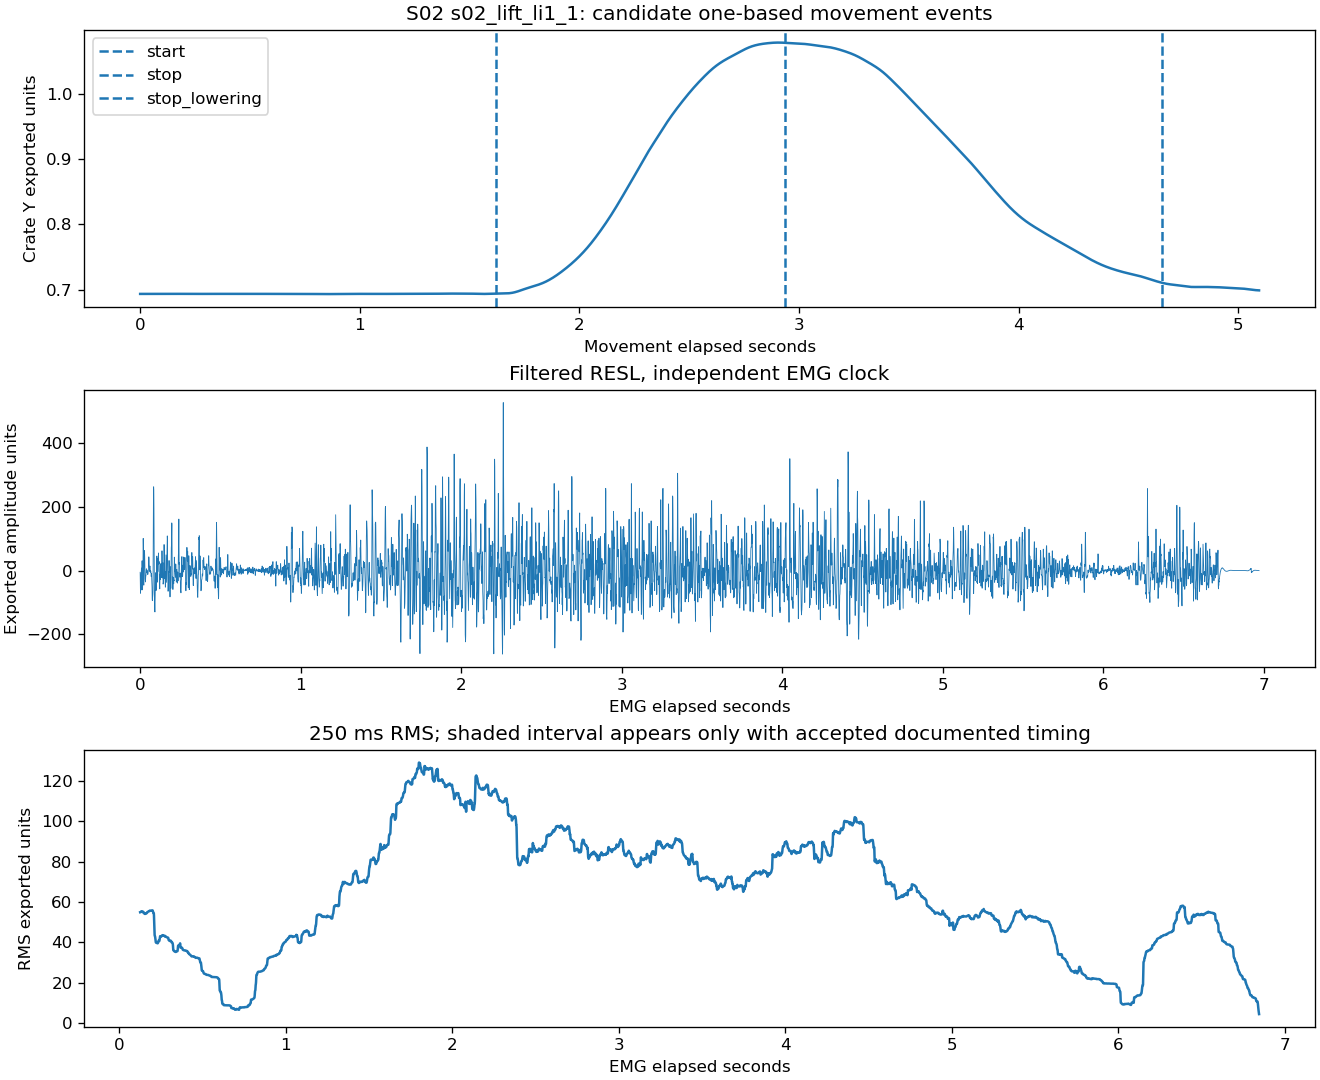 S02 s02_lift_li1_1: candidate one-based movement events
start
stop
stop_lowering
Crate Y exported units
1.0
0.9
0.8
0.7
0 1 2 3 4 5
Movement elapsed seconds
Filtered RESL, independent EMG clock
Exported amplitude units
400
200
0
−200
0 1 2 3 4 5 6 7
EMG elapsed seconds
250 ms RMS; shaded interval appears only with accepted documented timing
RMS exported units
120
100
80
60
40
20
0
0 1 2 3 4 5 6 7
EMG elapsed seconds